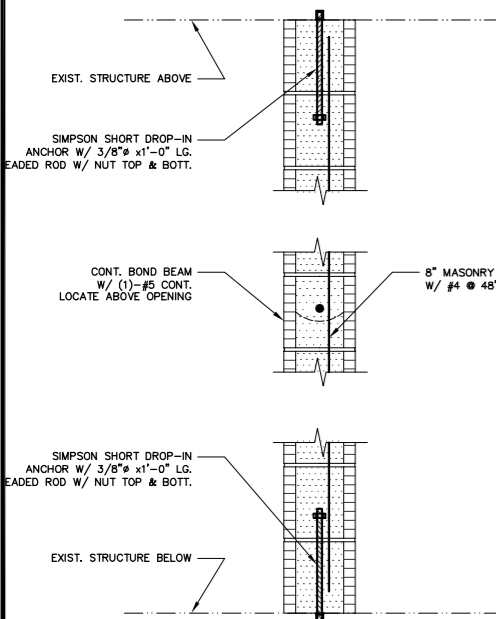 EXIST. STRUCTURE ABOVE
SIMPSON SHORT DROP-IN
ANCHOR W/ 3/8"ø x1'-0" LG.
EADED ROD W/ NUT TOP & BOTT.
CONT. BOND BEAM
W/ (1)-#5 CONT.
LOCATE ABOVE OPENING
8" MASONRY
W/ #4 @ 48"
SIMPSON SHORT DROP-IN
ANCHOR W/ 3/8"ø x1'-0" LG.
EADED ROD W/ NUT TOP & BOTT.
EXIST. STRUCTURE BELOW